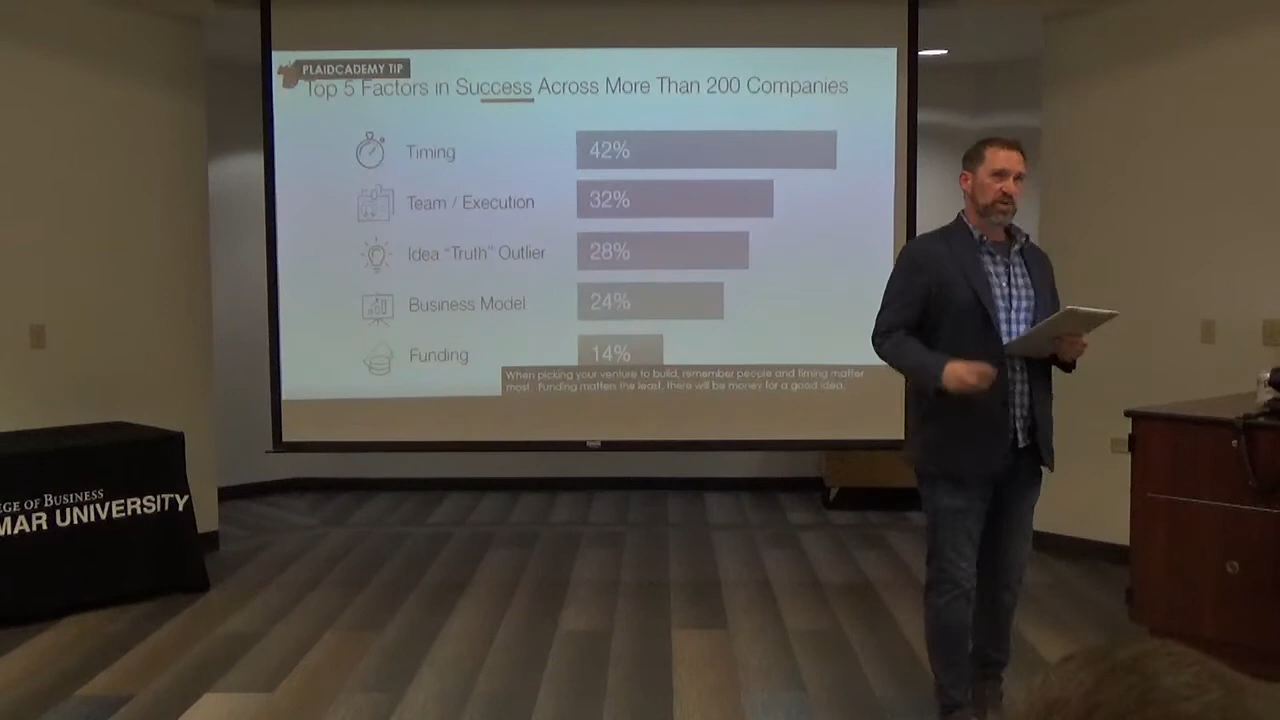 PLAIDCADEMY TIP
Top 5 Factors in Success Across More Than 200 Companies
Timing 42%
Team / Execution 32%
Idea "Truth" Outlier 28%
Business Model 24%
Funding 14%
When picking your venture to build, remember people and timing matter
most. Funding matters the least, there will be money for a good idea.
EGE OF BUSINESS
MAR UNIVERSITY